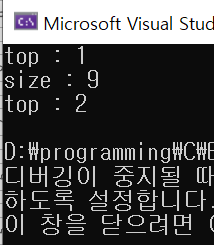 Microsoft Visual Stud
top : 1
size : 9
top : 2
D:₩programming₩C₩
디버깅이 중지될
하도록 설정합니다.
이 창을 닫으려면